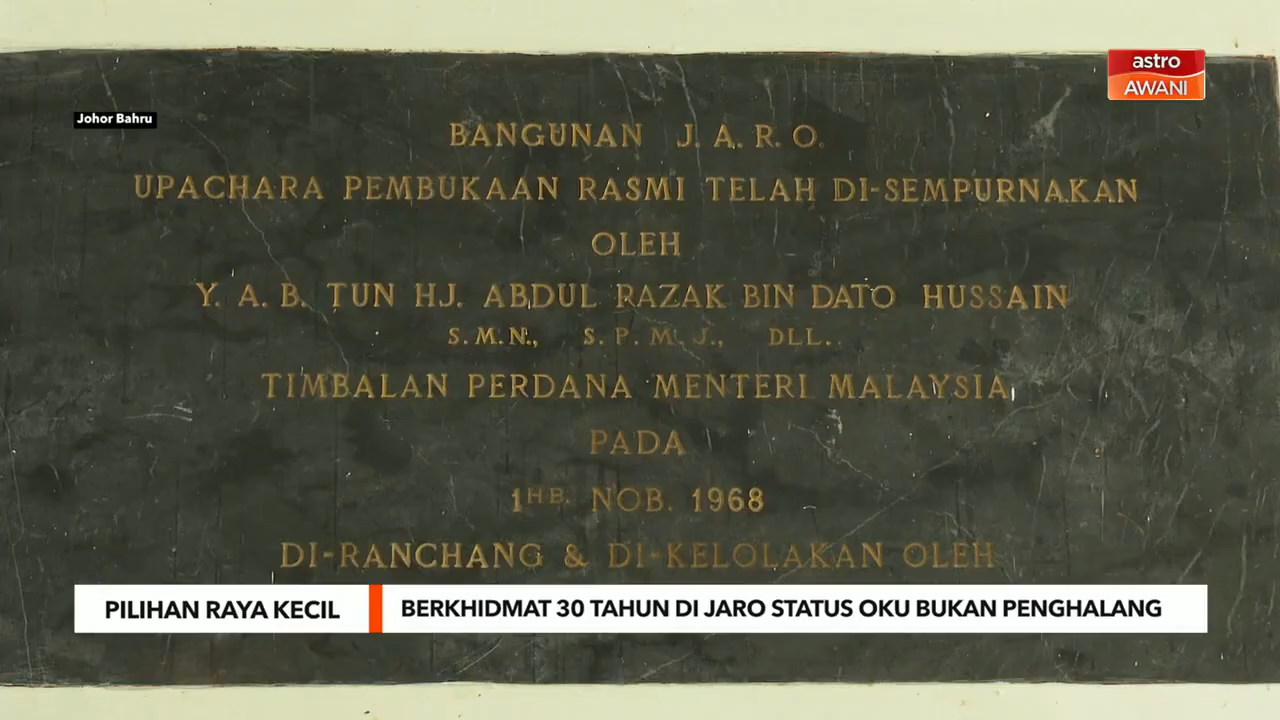 astro
AWANI
Johor Bahru
BANGUNAN J. A. R. O.
UPACHARA PEMBUKAAN RASMI TELAH DI-SEMPURNAKAN
OLEH
Y. A. B. TUN HJ. ABDUL RAZAK BIN DATO HUSSAIN
S. M. N., S. P. M. J., DLL.
TIMBALAN PERDANA MENTERI MALAYSIA
PADA
1HB. NOB. 1968
DI-RANCHANG & DI-KELOLAKAN OLEH
PILIHAN RAYA KECIL
BERKHIDMAT 30 TAHUN DI JARO STATUS OKU BUKAN PENGHALANG